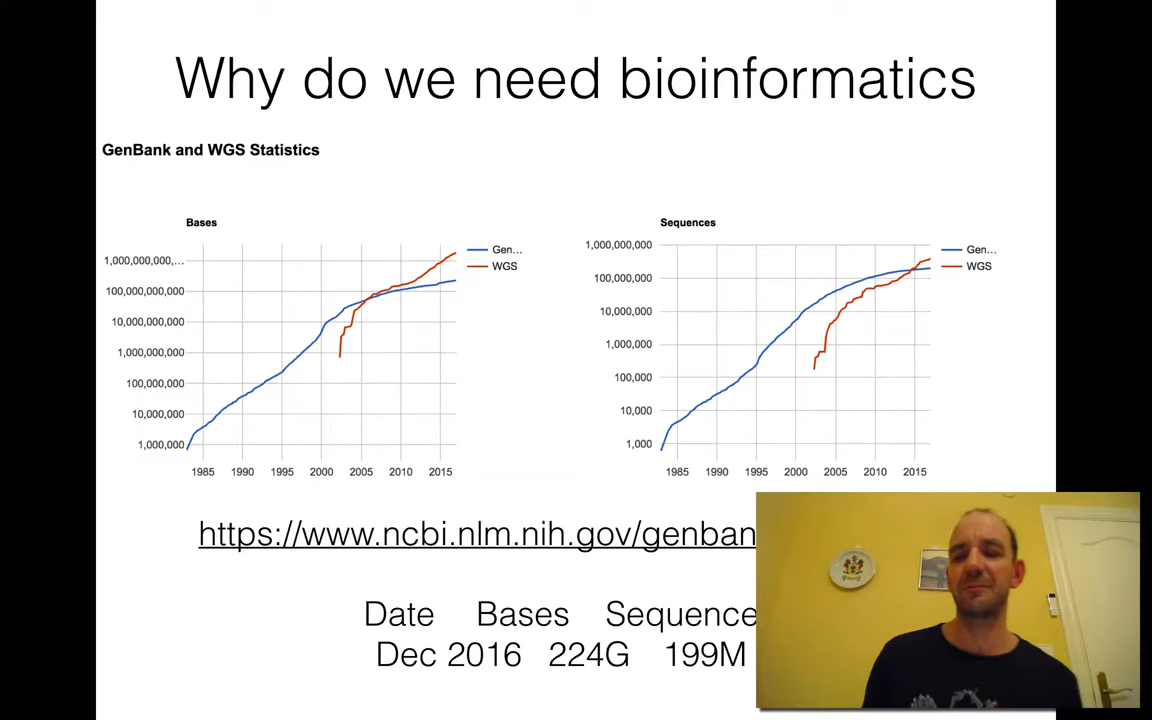 Why do we need bioinformatics
GenBank and WGS Statistics
Bases
1,000,000,000,...
100,000,000,000
10,000,000,000
1,000,000,000
100,000,000
10,000,000
1,000,000
1985 1990 1995 2000 2005 2010 2015
Gen...
WGS
Sequences
1,000,000,000
100,000,000
10,000,000
1,000,000
100,000
10,000
1,000
1985 1990 1995 2000 2005 2010 2015
Gen...
WGS
https://www.ncbi.nlm.nih.gov/genban
Date Bases Sequence
Dec 2016 224G 199M